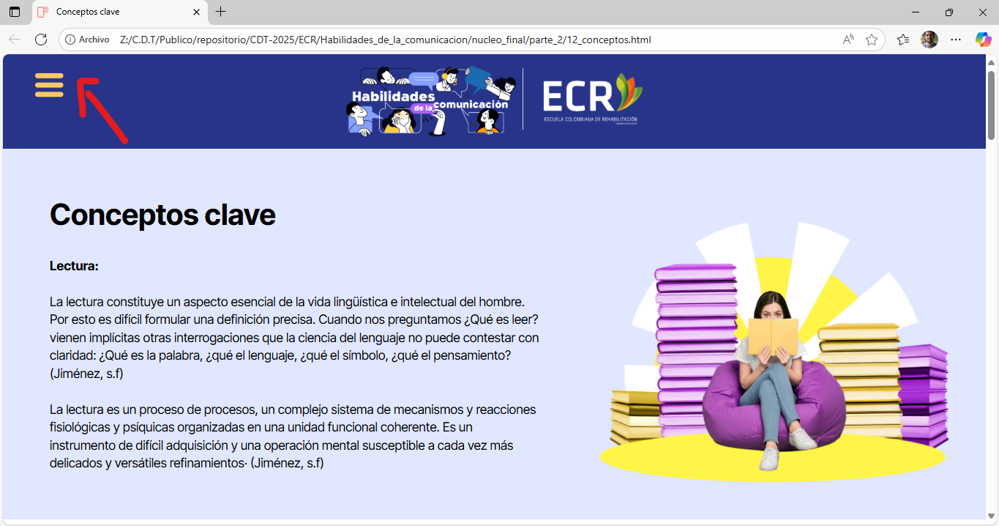 Conceptos clave
Archivo
Z:/C.D.T/Publico/repositorio/CDT-2025/ECR/Habilidades_de_la_comunicacion/nucleo_final/parte_2/12_conceptos.html
Habilidades
de la comunicación
ECR
ESCUELA COLOMBIANA DE REHABILITACIÓN
Conceptos clave
Lectura:
La lectura constituye un aspecto esencial de la vida lingüística e intelectual del hombre.
Por esto es difícil formular una definición precisa. Cuando nos preguntamos ¿Qué es leer?
vienen implícitas otras interrogaciones que la ciencia del lenguaje no puede contestar con
claridad: ¿Qué es la palabra, ¿qué el lenguaje, ¿qué el símbolo, ¿qué el pensamiento?
(Jiménez, s.f)
La lectura es un proceso de procesos, un complejo sistema de mecanismos y reacciones
fisiológicas y psíquicas organizadas en una unidad funcional coherente. Es un
instrumento de difícil adquisición y una operación mental susceptible a cada vez más
delicados y versátiles refinamientos· (Jiménez, s.f)